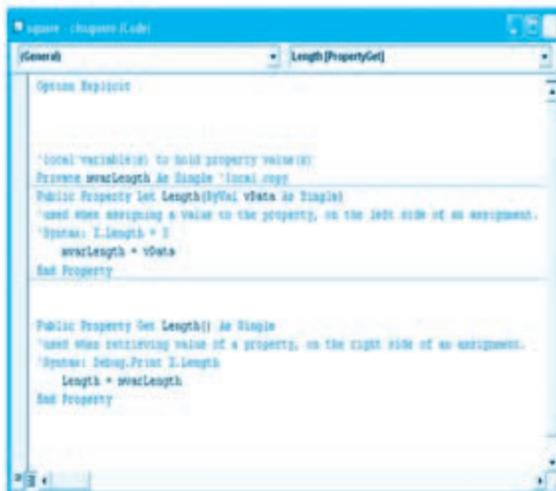 square - clsSquare (Code)
(General) Length [PropertyGet]
Option Explicit
'local variable(s) to hold property value(s)
Private mvarLength As Single 'local copy
Public Property Let Length(ByVal vData As Single)
'used when assigning a value to the property, on the left side of an assignment.
'Syntax: X.Length = 5
mvarLength = vData
End Property
Public Property Get Length() As Single
'used when retrieving value of a property, on the right side of an assignment.
'Syntax: Debug.Print X.Length
Length = mvarLength
End Property